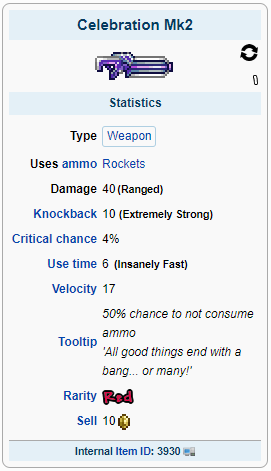 Celebration Mk2
Statistics
Type Weapon
Uses ammo Rockets
Damage 40 (Ranged)
Knockback 10 (Extremely Strong)
Critical chance 4%
Use time 6 (Insanely Fast)
Velocity 17
Tooltip 50% chance to not consume
ammo
'All good things end with a
bang... or many!'
Rarity Red
Sell 10
Internal Item ID: 3930